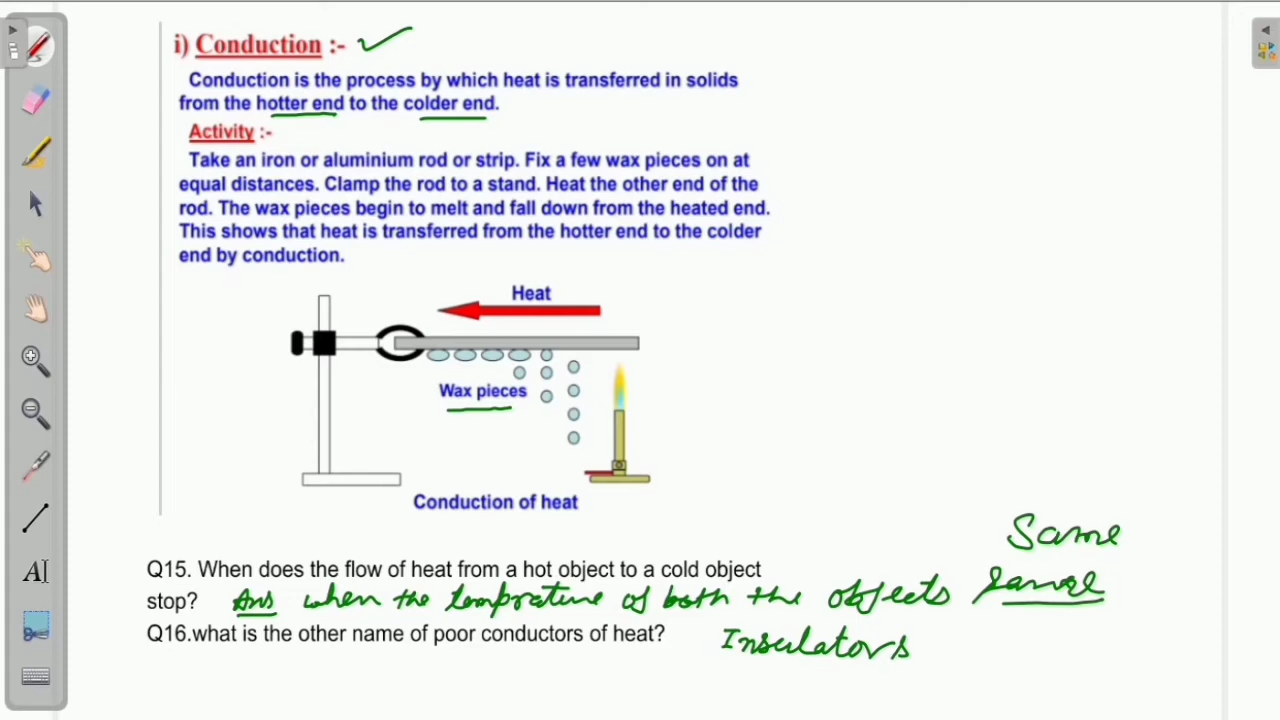 i) Conduction :-
Conduction is the process by which heat is transferred in solids
from the hotter end to the colder end.
Activity :-
Take an iron or aluminium rod or strip. Fix a few wax pieces on at
equal distances. Clamp the rod to a stand. Heat the other end of the
rod. The wax pieces begin to melt and fall down from the heated end.
This shows that heat is transferred from the hotter end to the colder
end by conduction.
Heat
Wax pieces
Conduction of heat
Same
Q15. When does the flow of heat from a hot object to a cold object
stop? Ans when the temprature of both the objects
Q16.what is the other name of poor conductors of heat? Insulators
AI